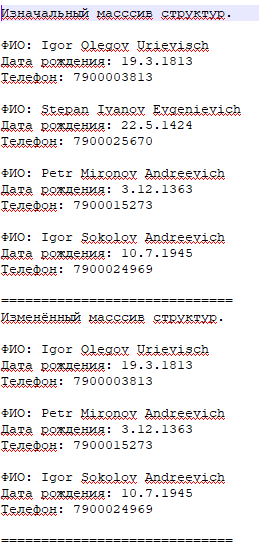 Изначальный масссив структур.
ФИО: Igor Olegov Urievisch
Дата рождения: 19.3.1813
Телефон: 7900003813
ФИО: Stepan Ivanov Evgenievich
Дата рождения: 22.5.1424
Телефон: 7900025670
ФИО: Petr Mironov Andreevich
Дата рождения: 3.12.1363
Телефон: 7900015273
ФИО: Igor Sokolov Andreevich
Дата рождения: 10.7.1945
Телефон: 7900024969
=============================
Изменённый масссив структур.
ФИО: Igor Olegov Urievisch
Дата рождения: 19.3.1813
Телефон: 7900003813
ФИО: Petr Mironov Andreevich
Дата рождения: 3.12.1363
Телефон: 7900015273
ФИО: Igor Sokolov Andreevich
Дата рождения: 10.7.1945
Телефон: 7900024969
=============================